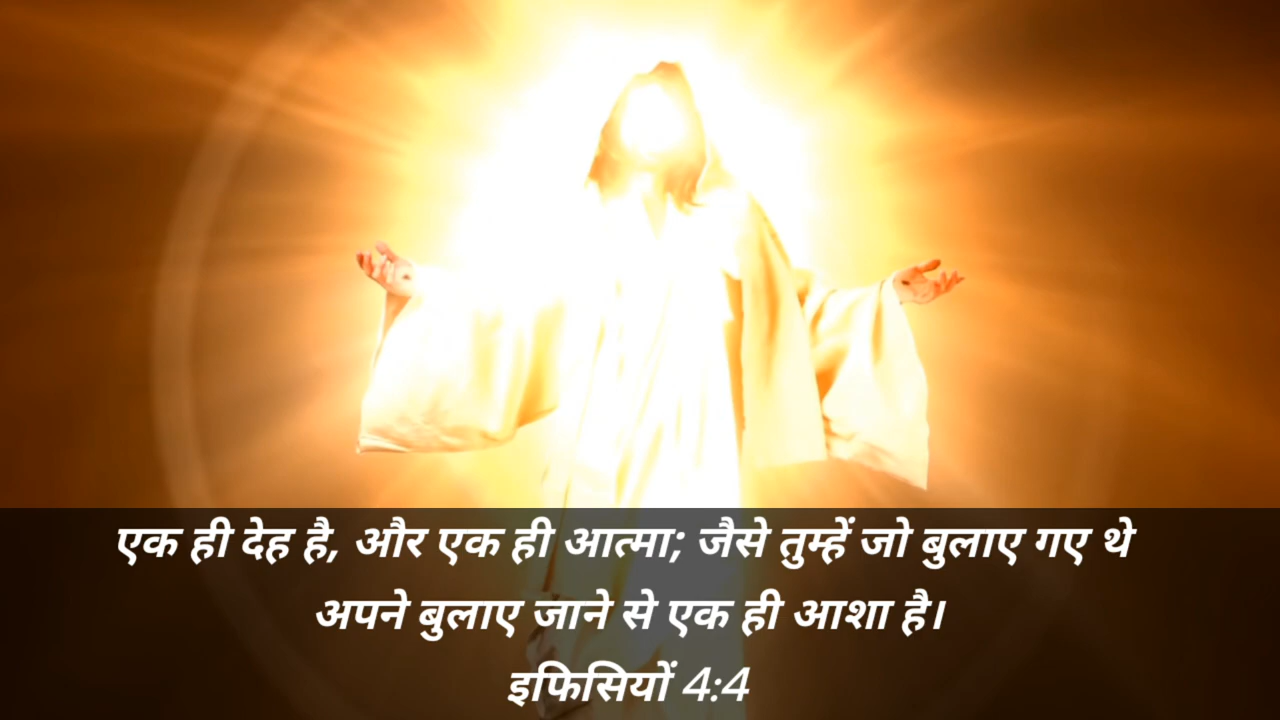 एक ही देह है, और एक ही आत्मा; जैसे तुम्हें जो बुलाए गए थे
अपने बुलाए जाने से एक ही आशा है।
इफिसियों 4:4